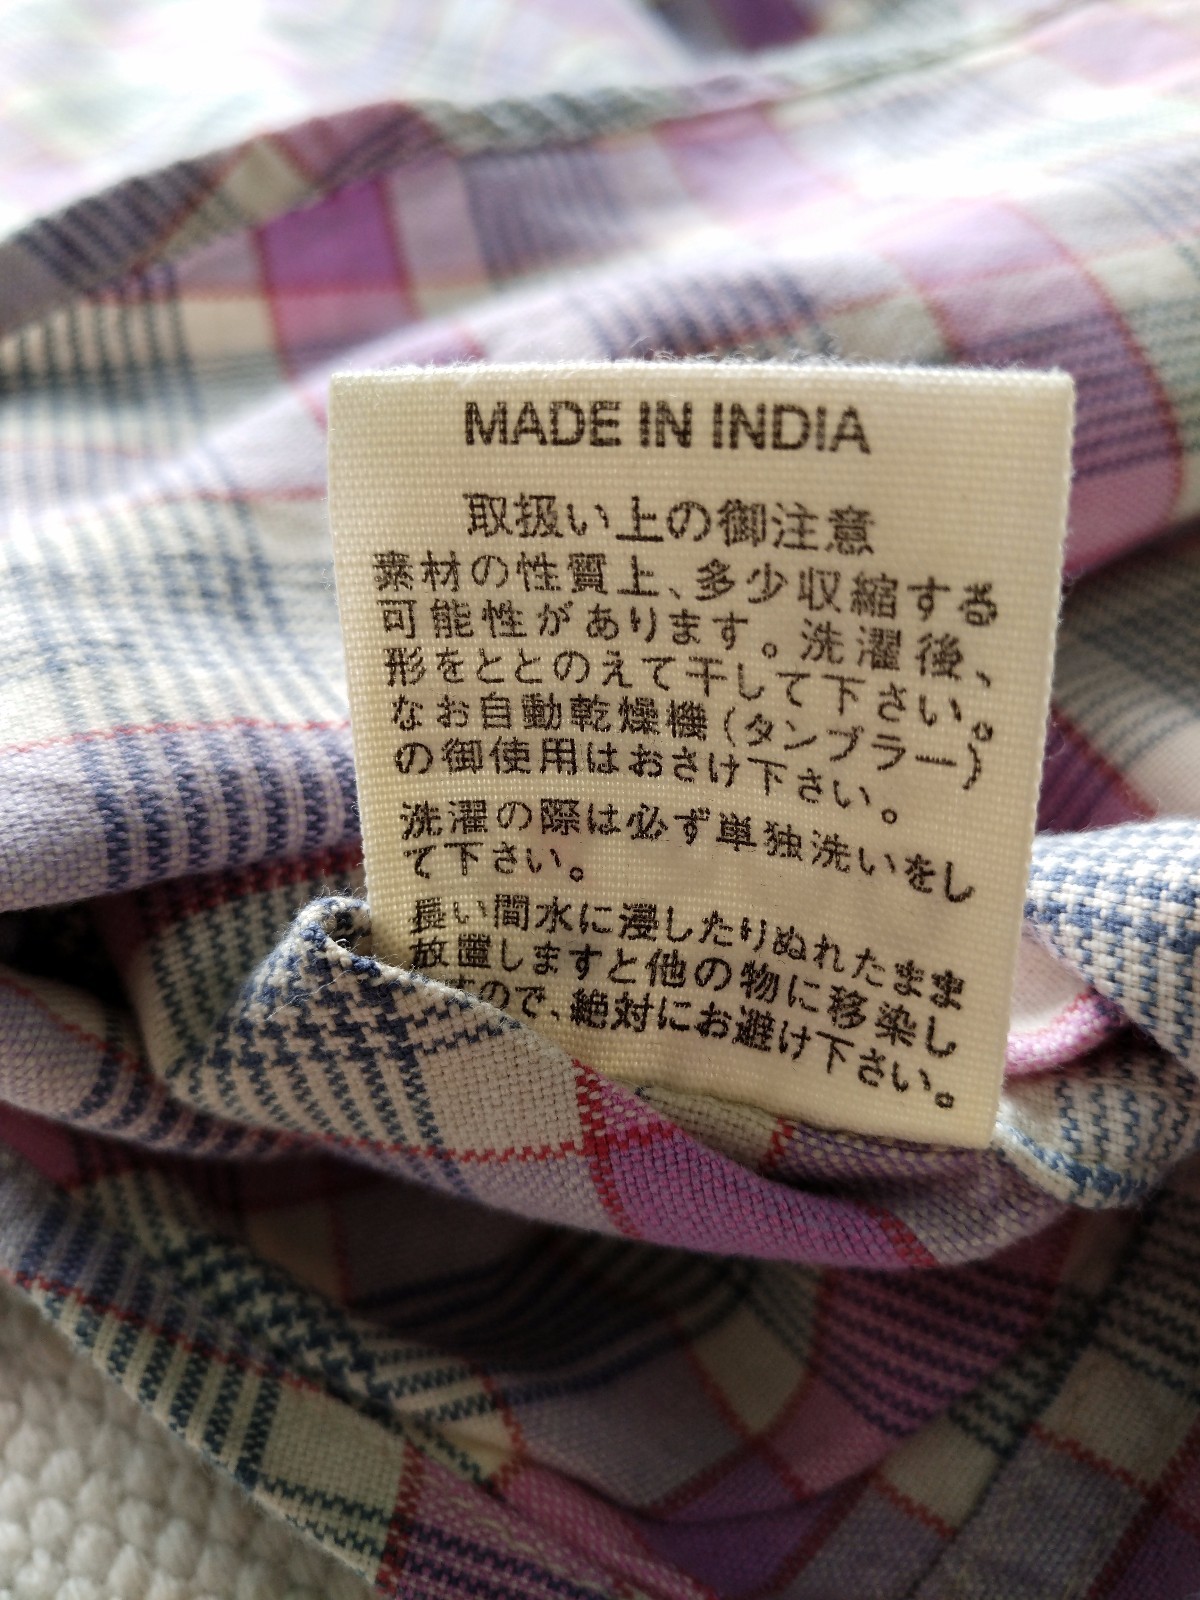 MADE IN INDIA
取扱い上の御注意
素材の性質上、多少収縮する
可能性があります。洗濯後、
形をととのえて干して下さい。
なお自動乾燥機(タンブラー)
の御使用はおさけ下さい。
洗濯の際は必ず単独洗いをし
て下さい。
長い間水に浸したりぬれたまま
放置しますと他の物に移染し
すので、絶対にお避け下さい。